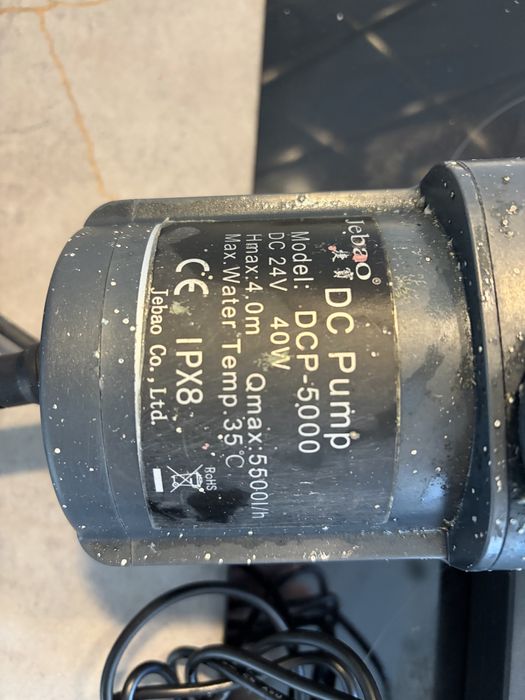 Jebao®
捷霸
DC Pump
Model: DCP-5000
DC 24V 40W
Hmax:4.0m Qmax:5500l/h
Max.Water Temp.35℃
CE IPX8
RoHS
Jebao Co.,Ltd.